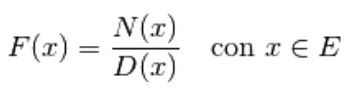 F(x) = N(x)/D(x) con x ∈ E